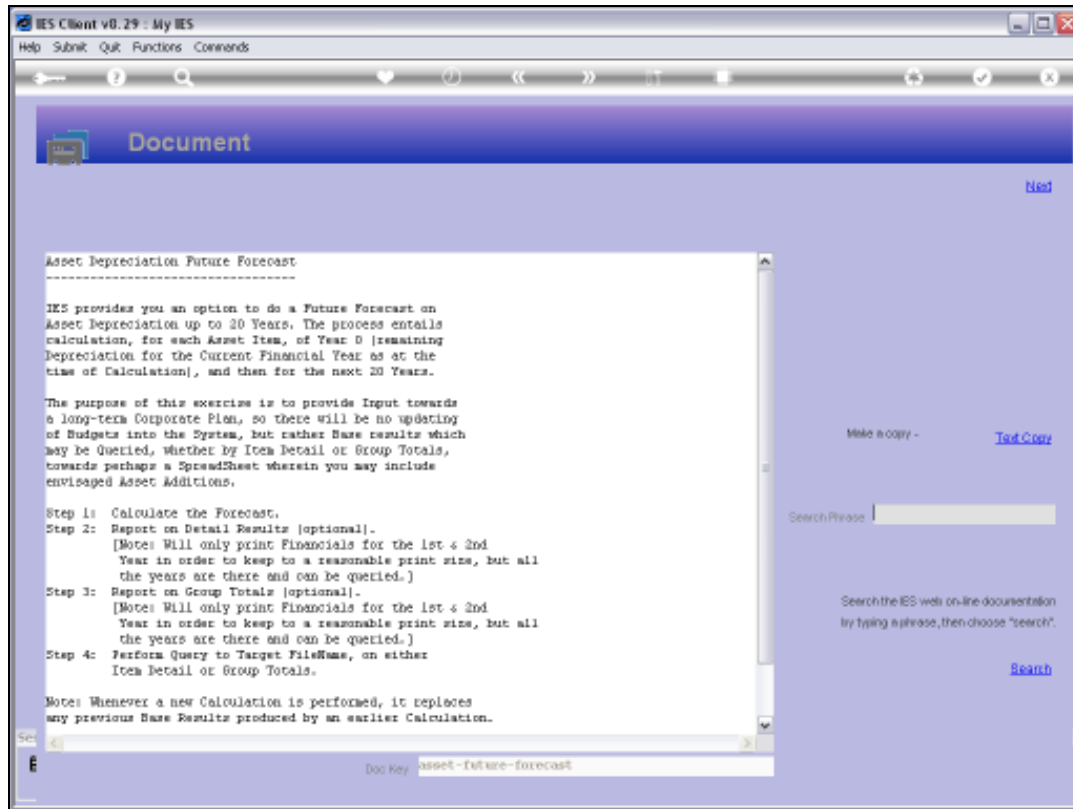 IES Client v8.29 : My IES
Help Submit Quit Functions Commands
Document
Next
Asset Depreciation Future Forecast
----------------------------------
IES provides you an option to do a Future Forecast on
Asset Depreciation up to 20 Years. The process entails
calculation, for each Asset Item, of Year 0 (remaining
Depreciation for the Current Financial Year as at the
time of Calculation), and then for the next 20 Years.
The purpose of this exercise is to provide Input towards
a long-term Corporate Plan, so there will be no updating
of Budgets into the System, but rather Base results which
may be Queried, whether by Item Detail or Group Totals,
towards perhaps a SpreadSheet wherein you may include
envisaged Asset Additions.
Step 1: Calculate the Forecast.
Step 2: Report on Detail Results (optional).
[Note: Will only print Financials for the 1st & 2nd
Year in order to keep to a reasonable print size, but all
the years are there and can be queried.]
Step 3: Report on Group Totals (optional).
[Note: Will only print Financials for the 1st & 2nd
Year in order to keep to a reasonable print size, but all
the years are there and can be queried.]
Step 4: Perform Query to Target FileName, on either
Item Detail or Group Totals.
Note: Whenever a new Calculation is performed, it replaces
any previous Base Results produced by an earlier Calculation.
Make a copy - Text Copy
Search Phrase
Search the IES web on-line documentation
by typing a phrase, then choose "search".
Search
Doc Key asset-future-forecast